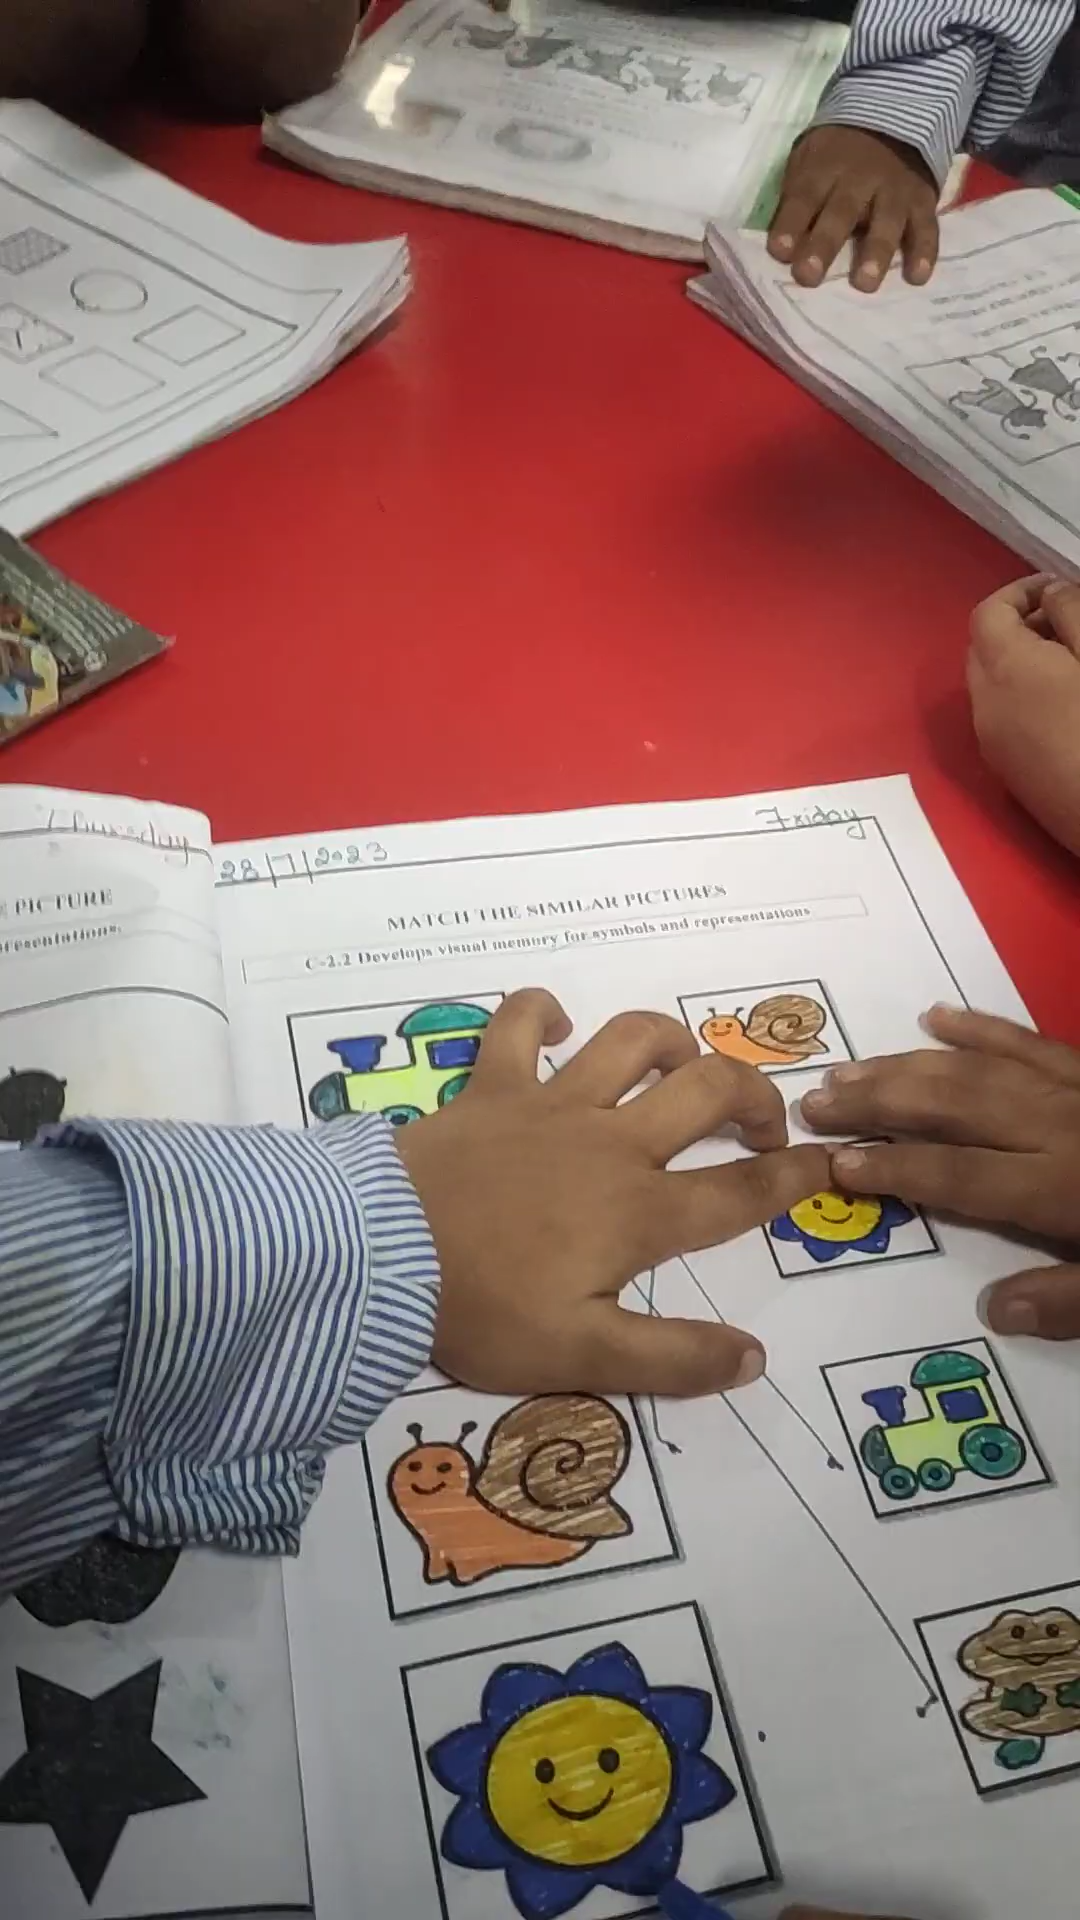 Thursday
E PICTURE
presentations.
28/7/2023
Friday
MATCH THE SIMILAR PICTURES
C-2.2 Develops visual memory for symbols and representations